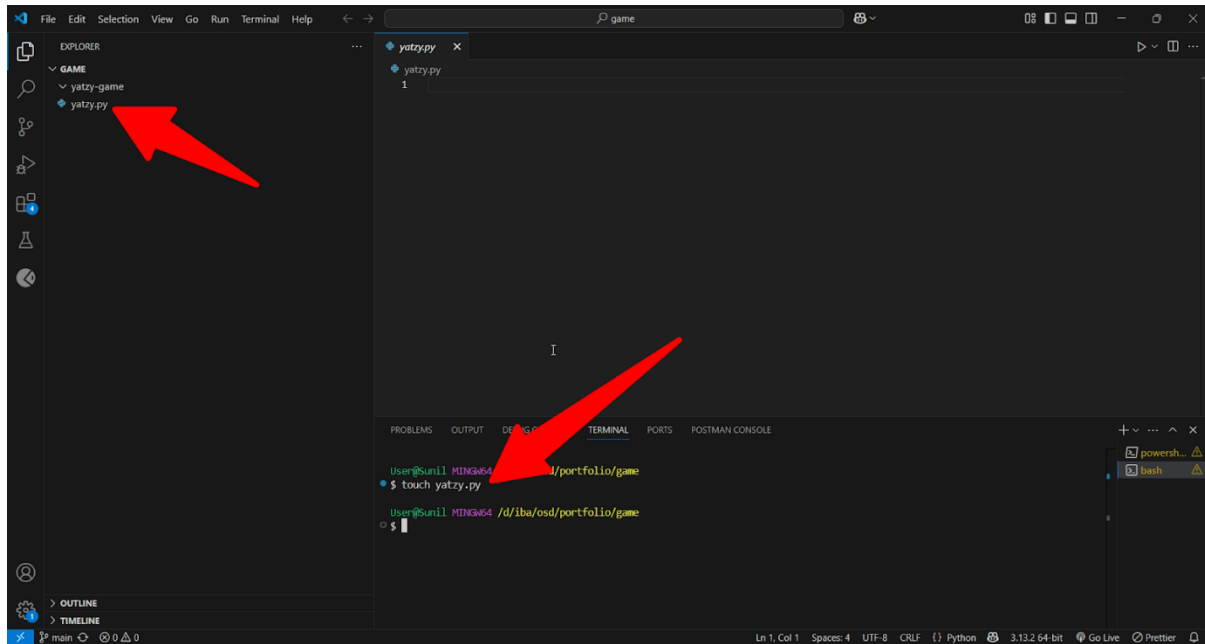 File Edit Selection View Go Run Terminal Help
game
EXPLORER
GAME
yatzy-game
yatzy.py
4
1
OUTLINE
TIMELINE
yatzy.py
yatzy.py
1
PROBLEMS OUTPUT TERMINAL PORTS POSTMAN CONSOLE
User@Sunil MINGW64 /portfolio/game
$ touch yatzy.py
User@Sunil MINGW64 /d/iba/osd/portfolio/game
$
powersh...
bash
main 0 0 Ln 1, Col 1 Spaces: 4 UTF-8 CRLF {} Python 3.13.2 64-bit Go Live Prettier